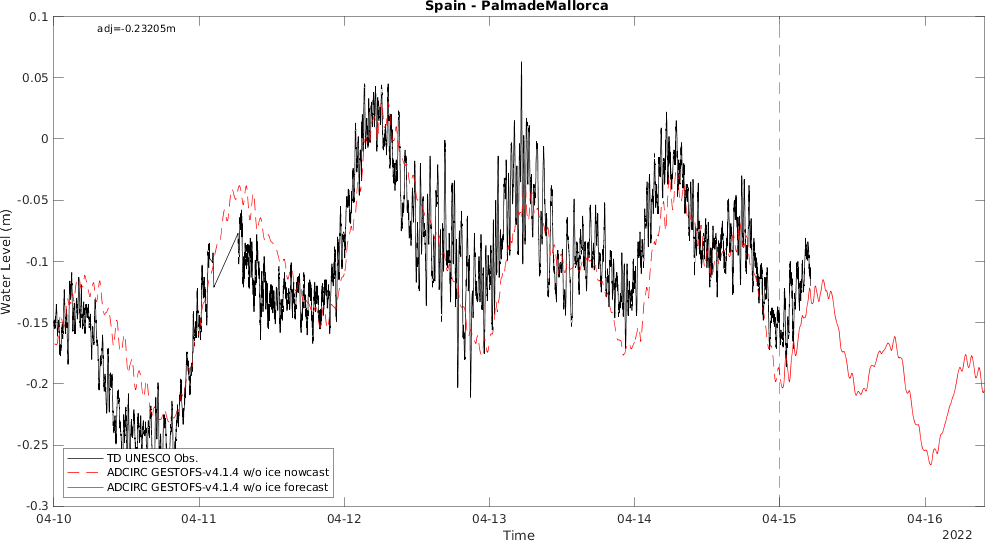 Spain - PalmadeMallorca
adj=-0.23205m
0.1
0.05
0
-0.05
-0.1
-0.15
-0.2
-0.25
-0.3
Water Level (m)
TD UNESCO Obs.
ADCIRC GESTOFS-v4.1.4 w/o ice nowcast
ADCIRC GESTOFS-v4.1.4 w/o ice forecast
04-10 04-11 04-12 04-13 04-14 04-15 04-16
Time
2022